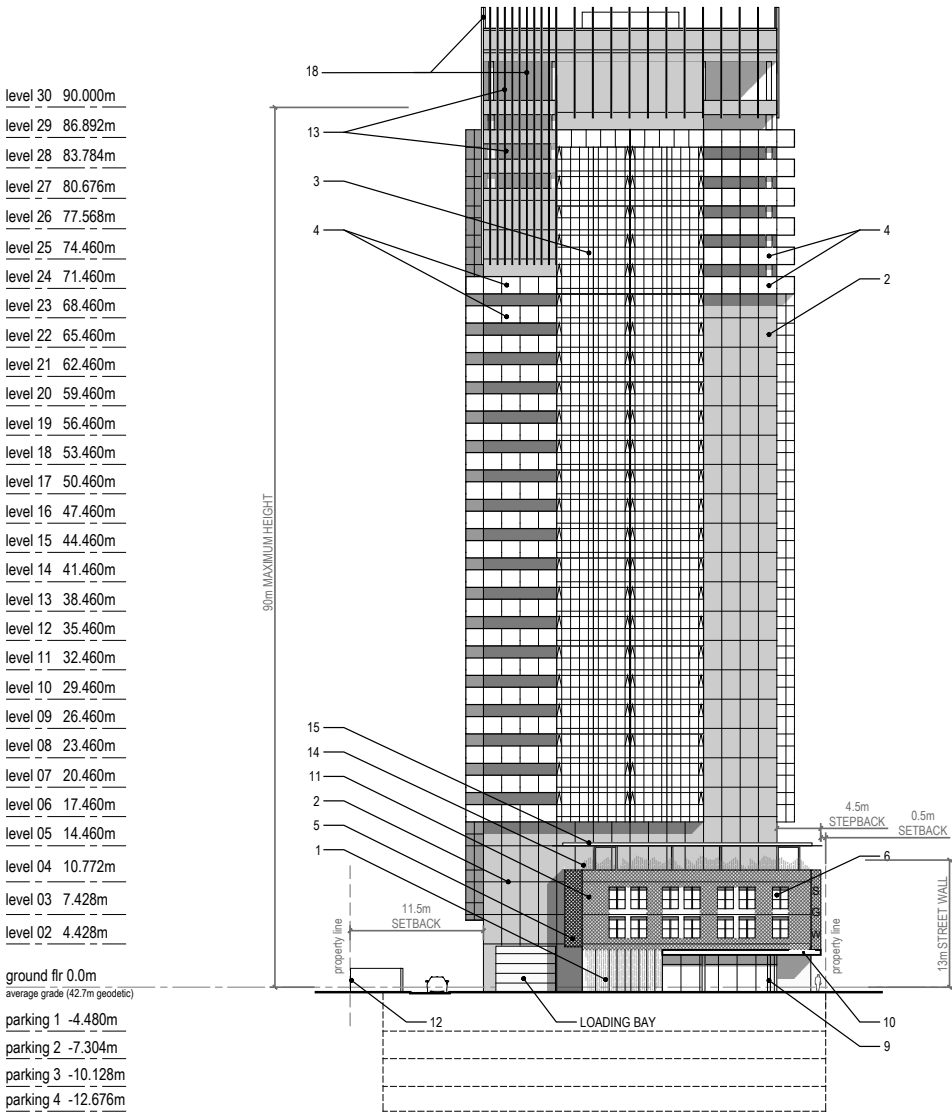 level 30 90.000m
level 29 86.892m
level 28 83.784m
level 27 80.676m
level 26 77.568m
level 25 74.460m
level 24 71.460m
level 23 68.460m
level 22 65.460m
level 21 62.460m
level 20 59.460m
level 19 56.460m
level 18 53.460m
level 17 50.460m
level 16 47.460m
level 15 44.460m
level 14 41.460m
level 13 38.460m
level 12 35.460m
level 11 32.460m
level 10 29.460m
level 09 26.460m
level 08 23.460m
level 07 20.460m
level 06 17.460m
level 05 14.460m
level 04 10.772m
level 03 7.428m
level 02 4.428m
ground flr 0.0m
average grade (42.7m geodetic)
parking 1 -4.480m
parking 2 -7.304m
parking 3 -10.128m
parking 4 -12.676m
90m MAXIMUM HEIGHT
18
13
3
4
15
14
11
2
5
1
4
2
4.5m
STEPBACK
0.5m
SETBACK
6
S
G
W
13m STREET WALL
property line
11.5m
SETBACK
property line
12
LOADING BAY
10
9